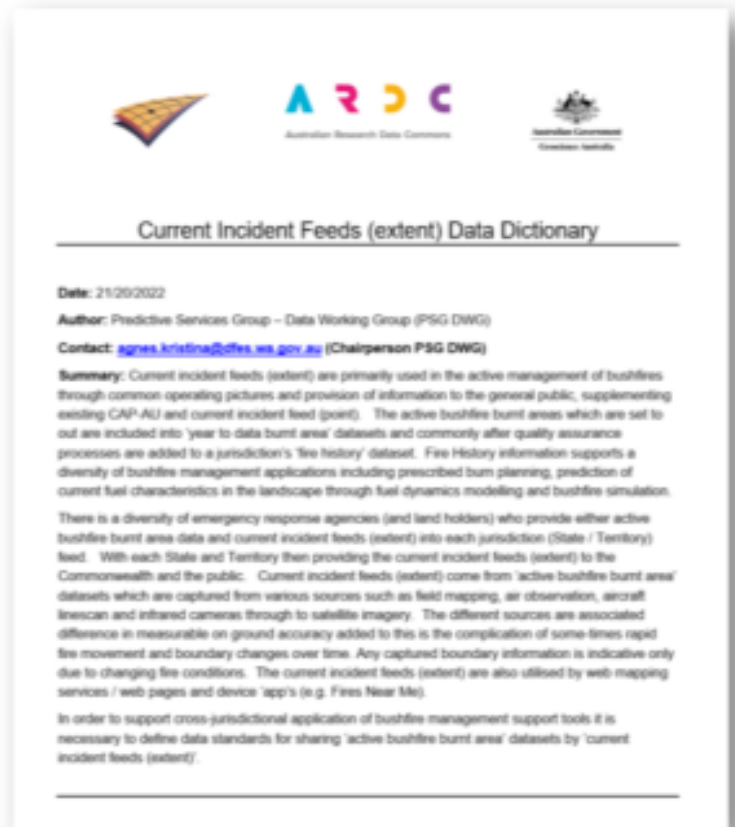 A R D C
Australian Research Data Commons
Australian Government
Geoscience Australia
Current Incident Feeds (extent) Data Dictionary
Date: 21/20/2022
Author: Predictive Services Group – Data Working Group (PSG DWG)
Contact: agnes.kristina@dfes.wa.gov.au (Chairperson PSG DWG)
Summary: Current incident feeds (extent) are primarily used in the active management of bushfires
through common operating pictures and provision of information to the general public, supplementing
existing CAP-AU and current incident feed (point). The active bushfire burnt areas which are set to
out are included into 'year to data burnt area' datasets and commonly after quality assurance
processes are added to a jurisdiction's 'fire history' dataset. Fire History information supports a
diversity of bushfire management applications including prescribed burn planning, prediction of
current fuel characteristics in the landscape through fuel dynamics modelling and bushfire simulation.
There is a diversity of emergency response agencies (and land holders) who provide either active
bushfire burnt area data and current incident feeds (extent) into each jurisdiction (State / Territory)
feed. With each State and Territory then providing the current incident feeds (extent) to the
Commonwealth and the public. Current incident feeds (extent) come from 'active bushfire burnt area'
datasets which are captured from various sources such as field mapping, air observation, aircraft
linescan and infrared cameras through to satellite imagery. The different sources are associated
difference in measurable on ground accuracy added to this is the complication of some-times rapid
fire movement and boundary changes over time. Any captured boundary information is indicative only
due to changing fire conditions. The current incident feeds (extent) are also utilised by web mapping
services / web pages and device 'app's (e.g. Fires Near Me).
In order to support cross-jurisdictional application of bushfire management support tools it is
necessary to define data standards for sharing 'active bushfire burnt area' datasets by 'current
incident feeds (extent)'.